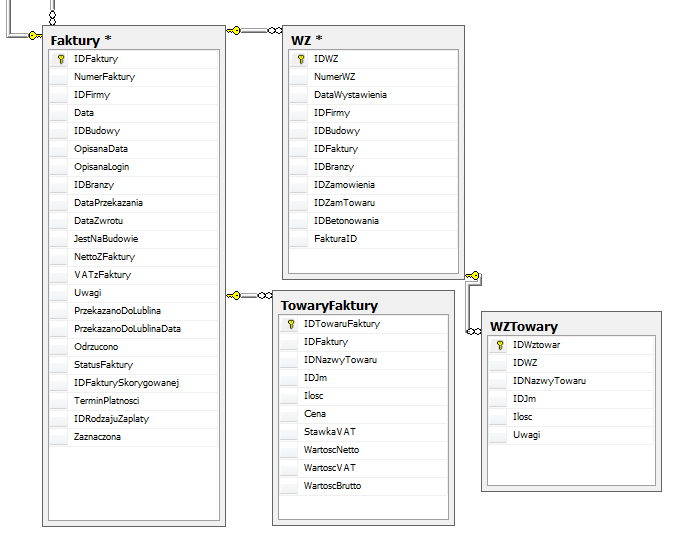 Faktury *
IDFaktury
NumerFaktury
IDFirmy
Data
IDBudowy
OpisanaData
OpisanaLogin
IDBranzy
DataPrzekazania
DataZwrotu
JestNaBudowie
NettoZFaktury
VATzFaktury
Uwagi
PrzekazanoDoLublina
PrzekazanoDoLublinaData
Odrzucono
StatusFaktury
IDFakturySkorygowanej
TerminPlatnosci
IDRodzajuZaplaty
Zaznaczona
WZ *
IDWZ
NumerWZ
DataWystawienia
IDFirmy
IDBudowy
IDFaktury
IDBranzy
IDZamowienia
IDZamTowaru
IDBetonowania
FakturaID
TowaryFaktury
IDTowaruFaktury
IDFaktury
IDNazwyTowaru
IDJm
Ilosc
Cena
StawkaVAT
WartoscNetto
WartoscVAT
WartoscBrutto
WZTowary
IDWztowar
IDWZ
IDNazwyTowaru
IDJm
Ilosc
Uwagi